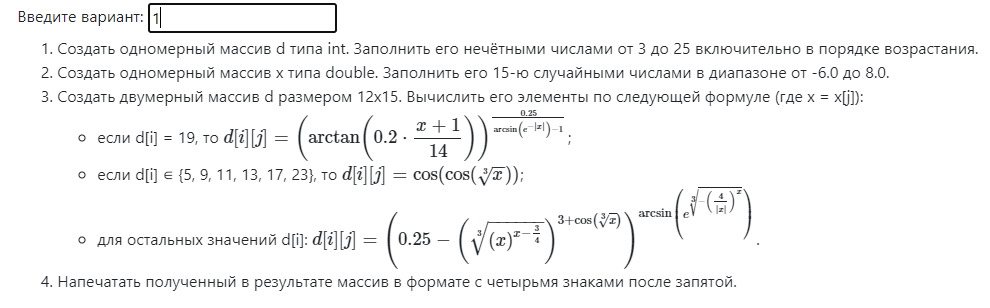 Введите вариант: 1
1. Создать одномерный массив d типа int. Заполнить его нечётными числами от 3 до 25 включительно в порядке возрастания.
2. Создать одномерный массив x типа double. Заполнить его 15-ю случайными числами в диапазоне от -6.0 до 8.0.
3. Создать двумерный массив d размером 12x15. Вычислить его элементы по следующей формуле (где x = x[j]):
если d[i] = 19, то $d[i][j] = \left(\arctan\left(0.2 \cdot \frac{x+1}{14}\right)\right)^{\frac{0.25}{\arcsin\left(e^{-|x|}\right)-1}}$;
если d[i] ∈ {5, 9, 11, 13, 17, 23}, то $d[i][j] = \cos(\cos(\sqrt[3]{x}))$;
для остальных значений d[i]: $d[i][j] = \left(0.25 - \left(\sqrt[3]{(x)^{x-\frac{3}{4}}}\right)^{3+\cos(\sqrt[3]{x})}\right)^{\arcsin\left(e^{\sqrt[3]{-\left(\frac{4}{|x|}\right)^{x}}}\right)}$.
4. Напечатать полученный в результате массив в формате с четырьмя знаками после запятой.